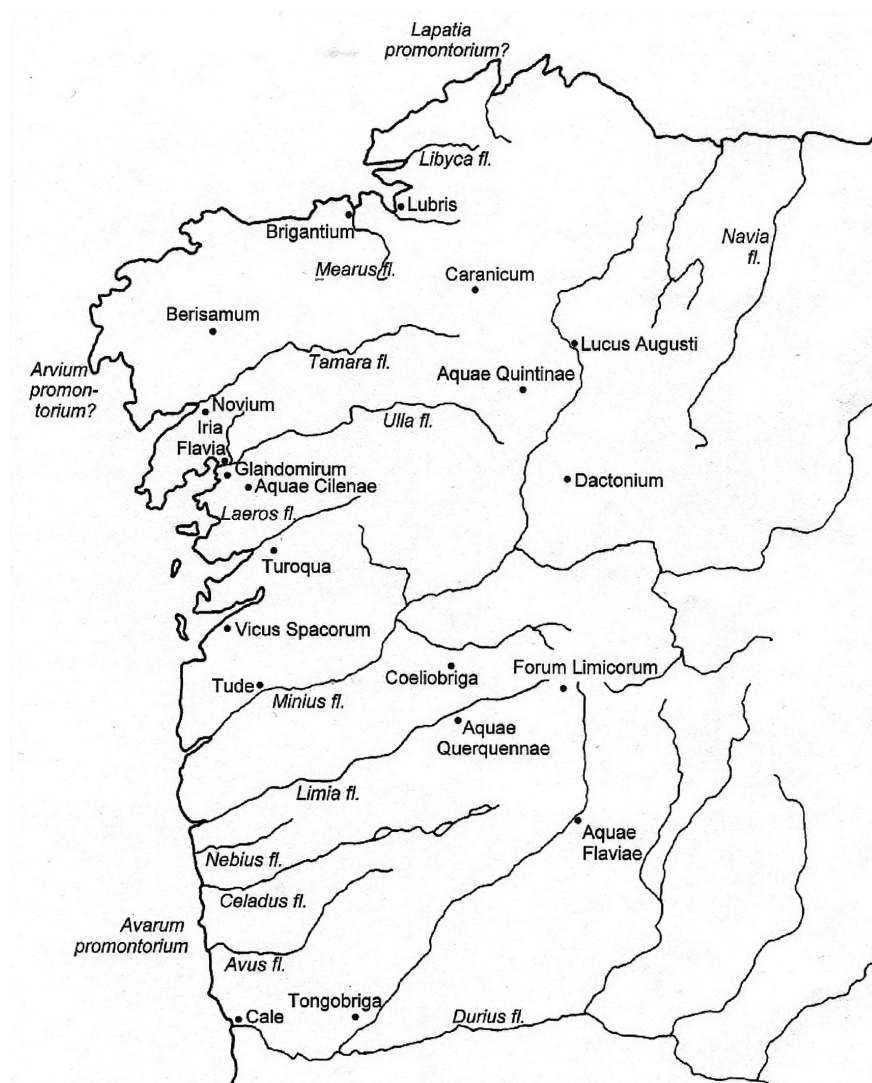 Lapatia
promontorium?
Libyca fl.
Lubris
Brigantium
Navia
fl.
Mearus fl.
Caranicum
Berisamum
Lucus Augusti
Tamara fl.
Arvium
promon-
torium?
Aquae Quintinae
Novium
Iria
Flavia
Ulla fl.
Glandomirum
Aquae Cilenae
Dactonium
Laeros fl.
Turoqua
Vicus Spacorum
Coeliobriga
Forum Limicorum
Tude
Minius fl.
Aquae
Querquennae
Limia fl.
Aquae
Flaviae
Nebius fl.
Celadus fl.
Avarum
promontorium
Avus fl.
Tongobriga
Cale
Durius fl.